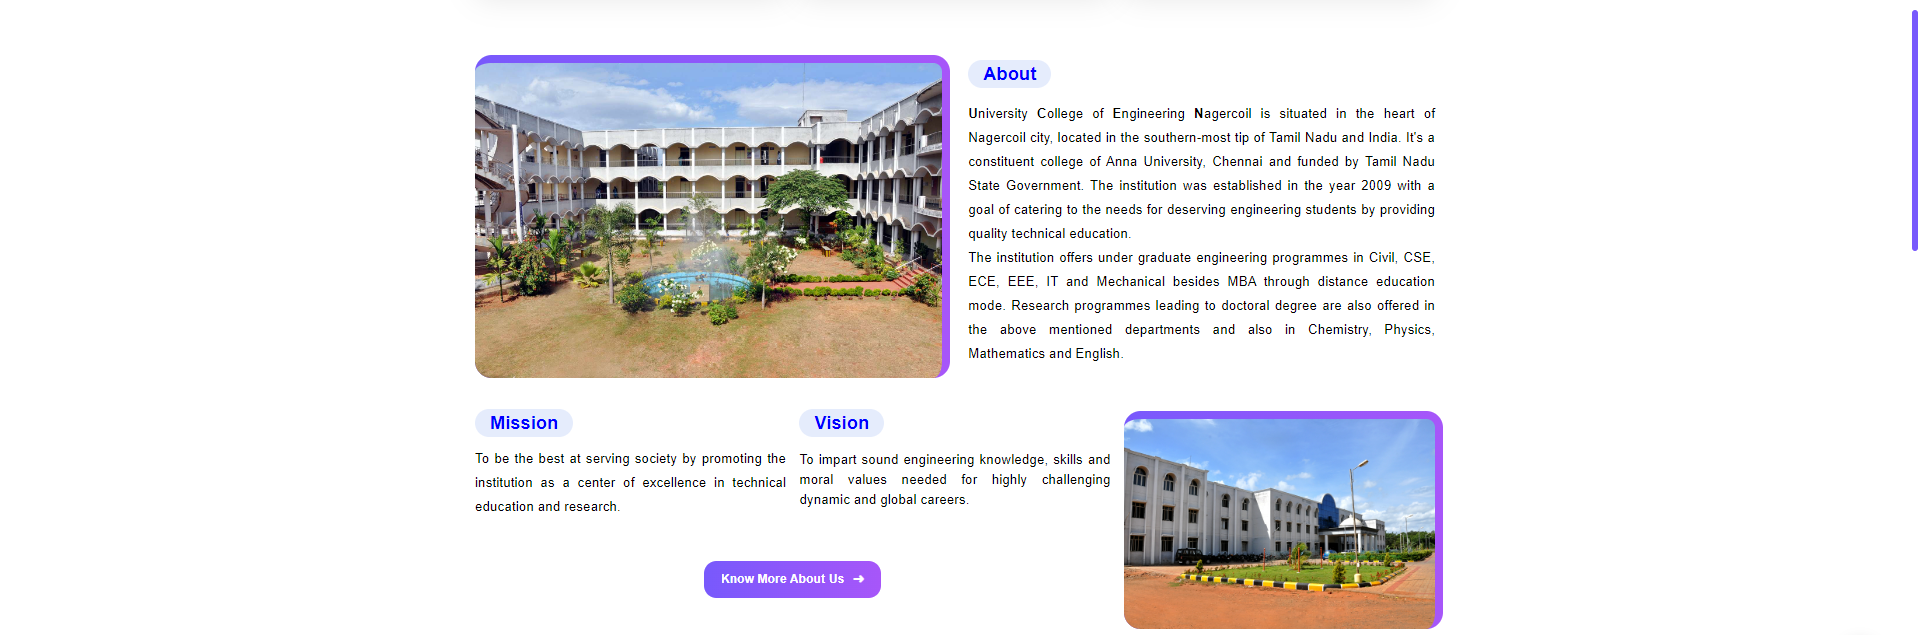 About
University College of Engineering Nagercoil is situated in the heart of
Nagercoil city, located in the southern-most tip of Tamil Nadu and India. It's a
constituent college of Anna University, Chennai and funded by Tamil Nadu
State Government. The institution was established in the year 2009 with a
goal of catering to the needs for deserving engineering students by providing
quality technical education.
The institution offers under graduate engineering programmes in Civil, CSE,
ECE, EEE, IT and Mechanical besides MBA through distance education
mode. Research programmes leading to doctoral degree are also offered in
the above mentioned departments and also in Chemistry, Physics,
Mathematics and English.
Mission
To be the best at serving society by promoting the
institution as a center of excellence in technical
education and research.
Vision
To impart sound engineering knowledge, skills and
moral values needed for highly challenging
dynamic and global careers.
Know More About Us ➜